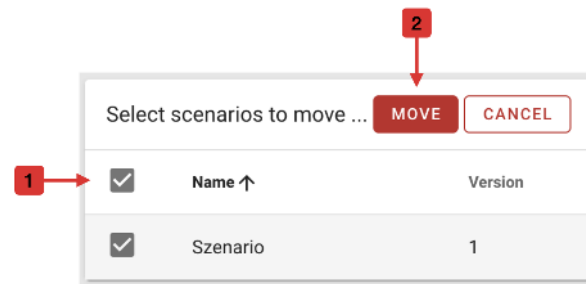 2
Select scenarios to move ... MOVE CANCEL
1 Name Version
Szenario 1